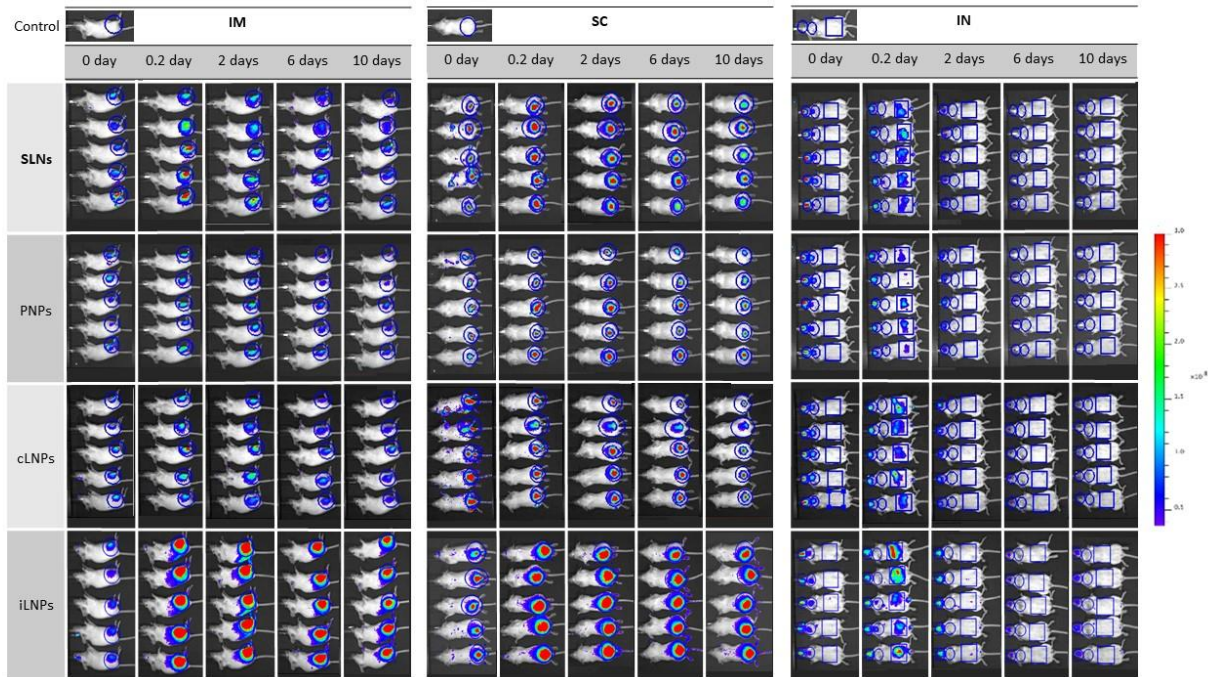 Control IM SC IN
0 day 0.2 day 2 days 6 days 10 days 0 day 0.2 day 2 days 6 days 10 days 0 day 0.2 day 2 days 6 days 10 days
SLNs
PNPs
cLNPs
iLNPs
3.0
2.5
2.0
×10⁻⁸
1.5
1.0
0.5